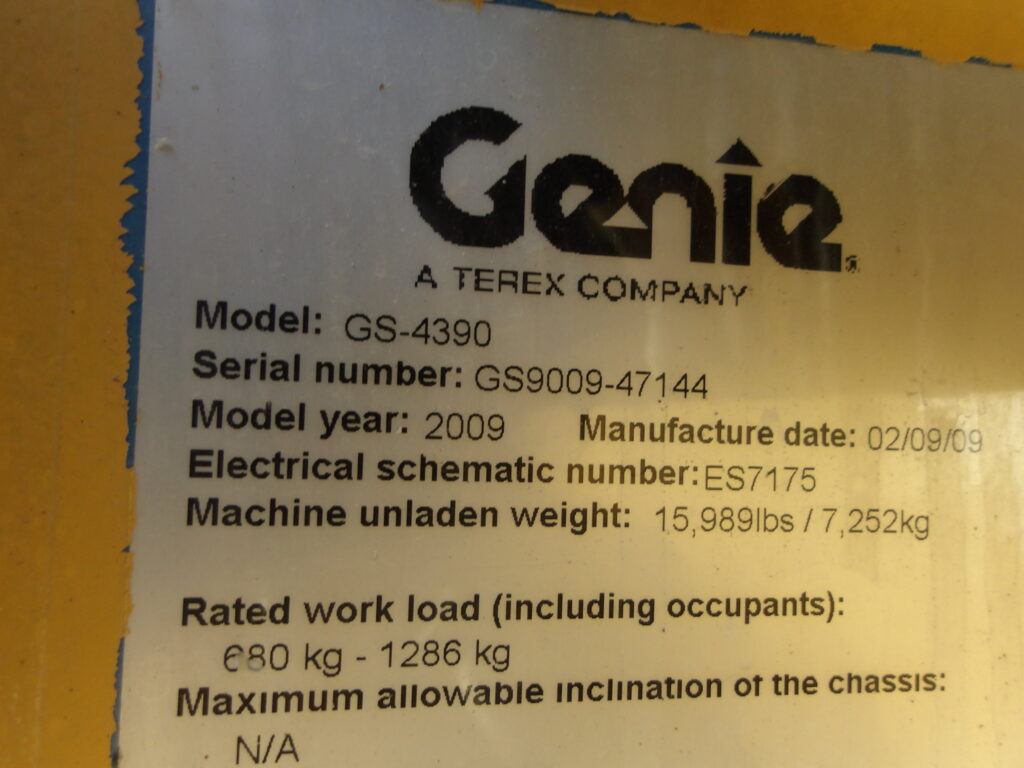 Genie
A TEREX COMPANY
Model: GS-4390
Serial number: GS9009-47144
Model year: 2009 Manufacture date: 02/09/09
Electrical schematic number: ES7175
Machine unladen weight: 15,989lbs / 7,252kg
Rated work load (including occupants):
680 kg - 1286 kg
Maximum allowable inclination of the chassis:
N/A